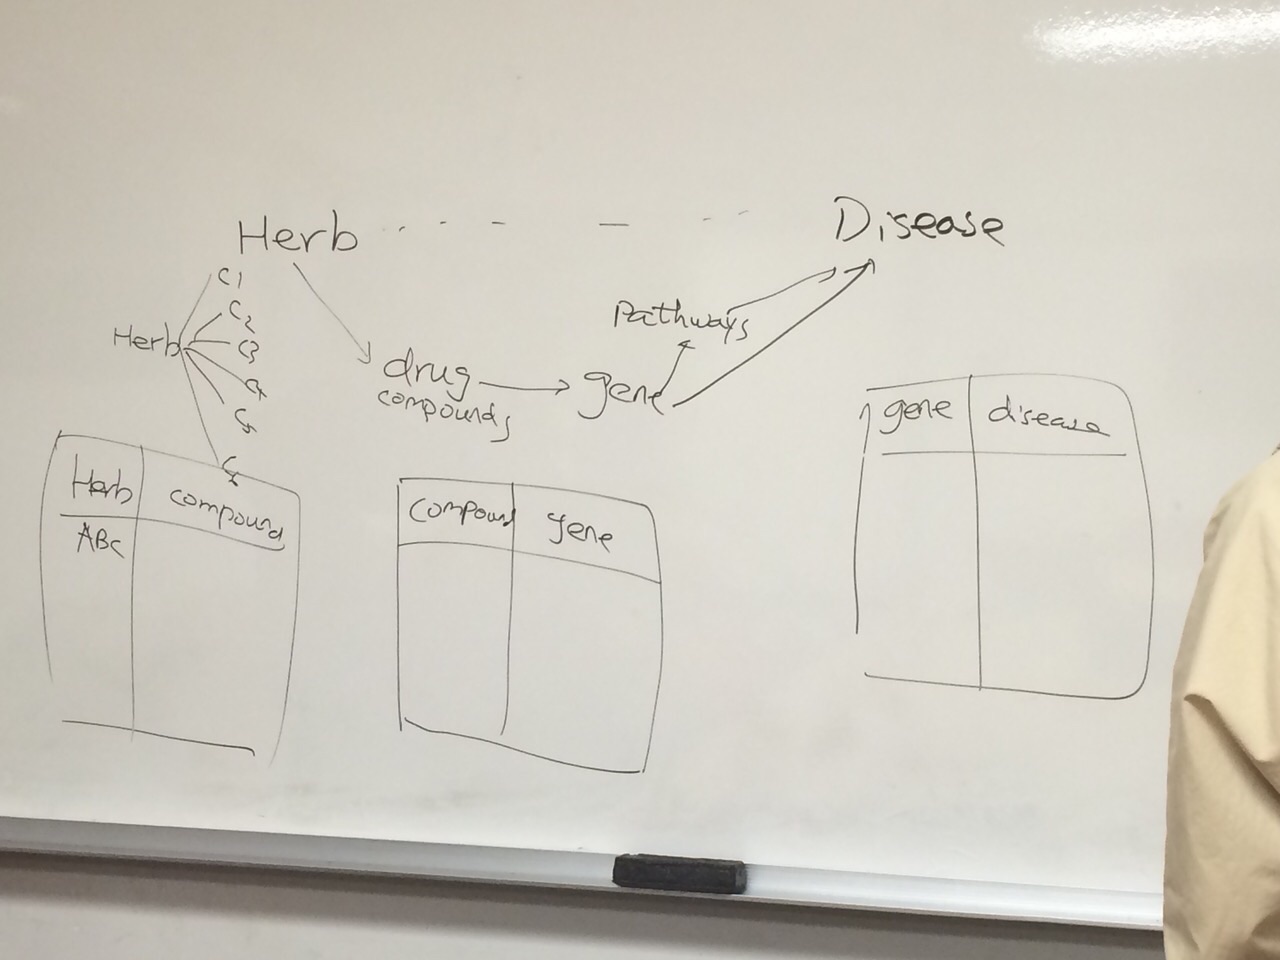 Herb
Disease
C1
C2
Herb
C3
C4
C5
drug
compounds
gene
Pathways
Herb compound
ABC
compound gene
gene disease